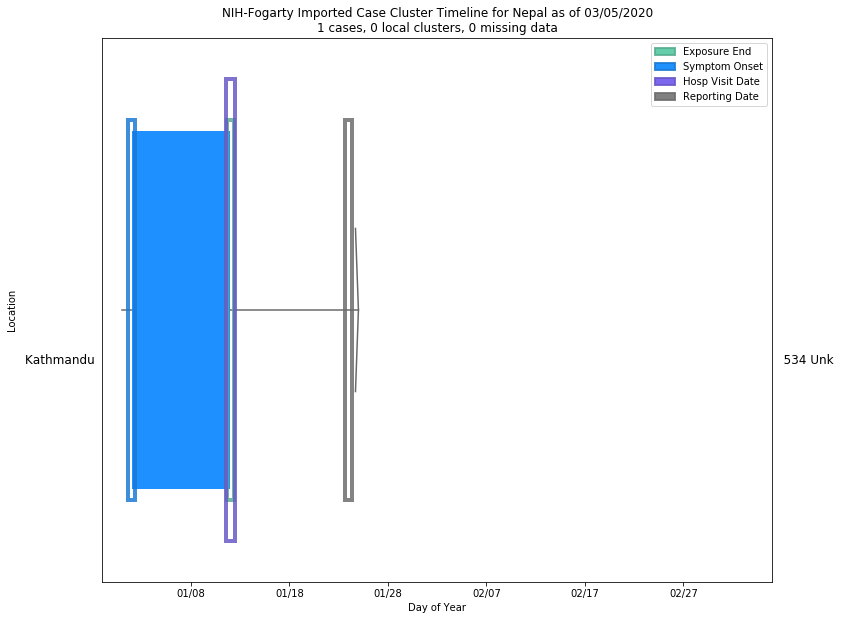 NIH-Fogarty Imported Case Cluster Timeline for Nepal as of 03/05/2020
1 cases, 0 local clusters, 0 missing data
Exposure End
Symptom Onset
Hosp Visit Date
Reporting Date
Location
Kathmandu
534 Unk
01/08 01/18 01/28 02/07 02/17 02/27
Day of Year